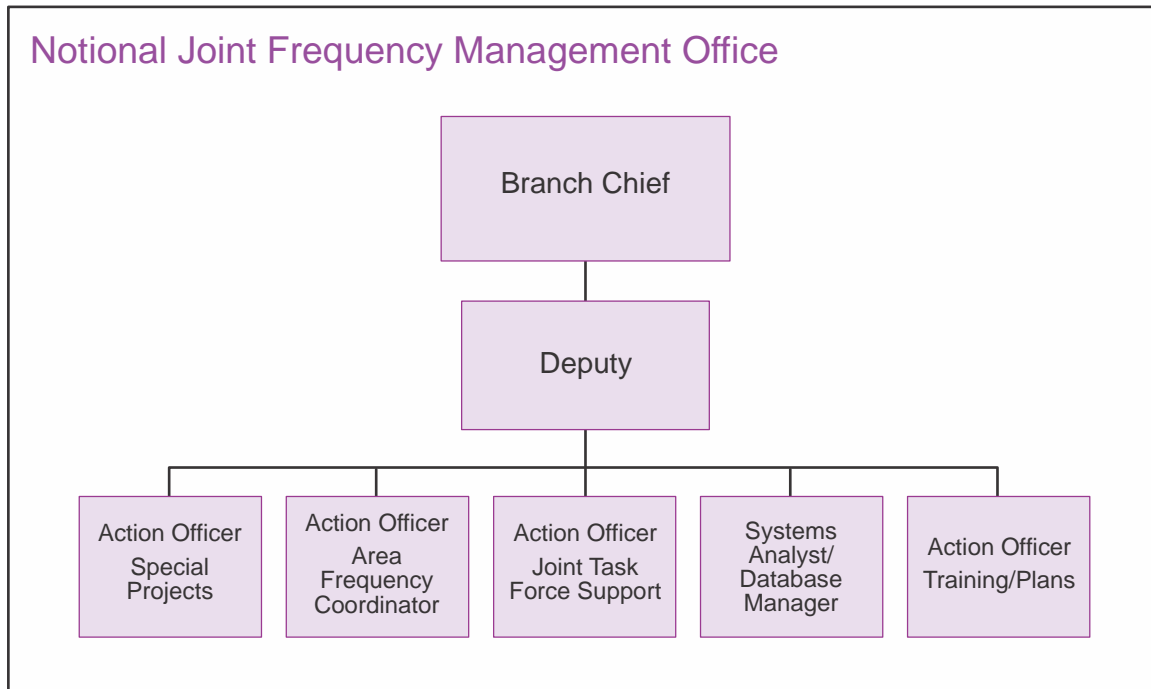 Notional Joint Frequency Management Office
Branch Chief
Deputy
Action Officer
Special
Projects
Action Officer
Area
Frequency
Coordinator
Action Officer
Joint Task
Force Support
Systems
Analyst/
Database
Manager
Action Officer
Training/Plans